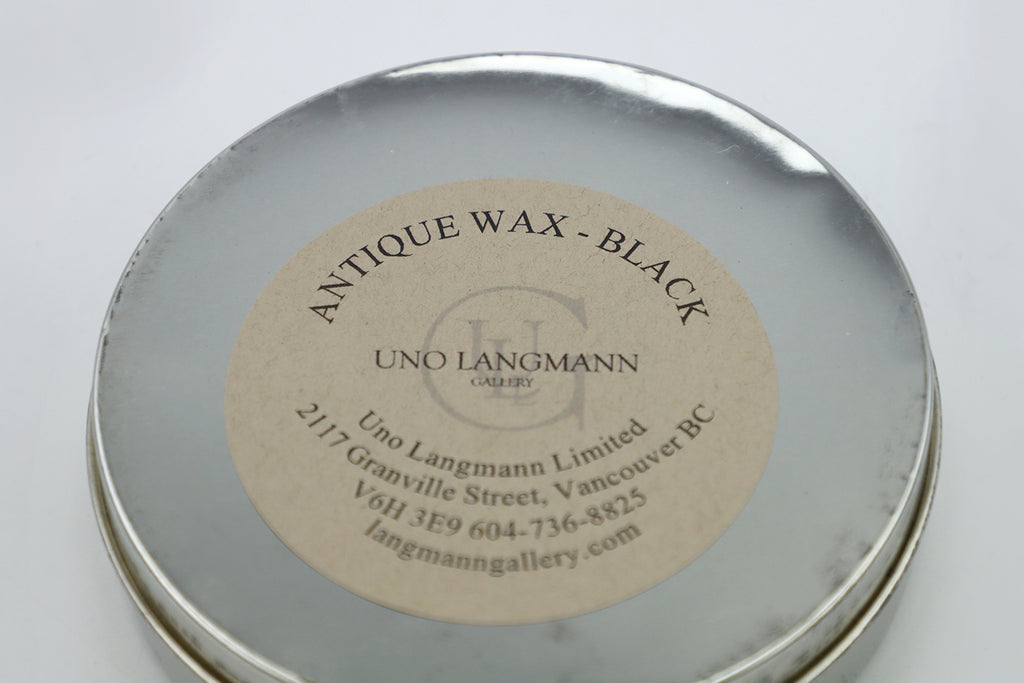 ANTIQUE WAX - BLACK
UNO LANGMANN
GALLERY
Uno Langmann Limited
2117 Granville Street, Vancouver BC
V6H 3E9 604-736-8825
langmanngallery.com